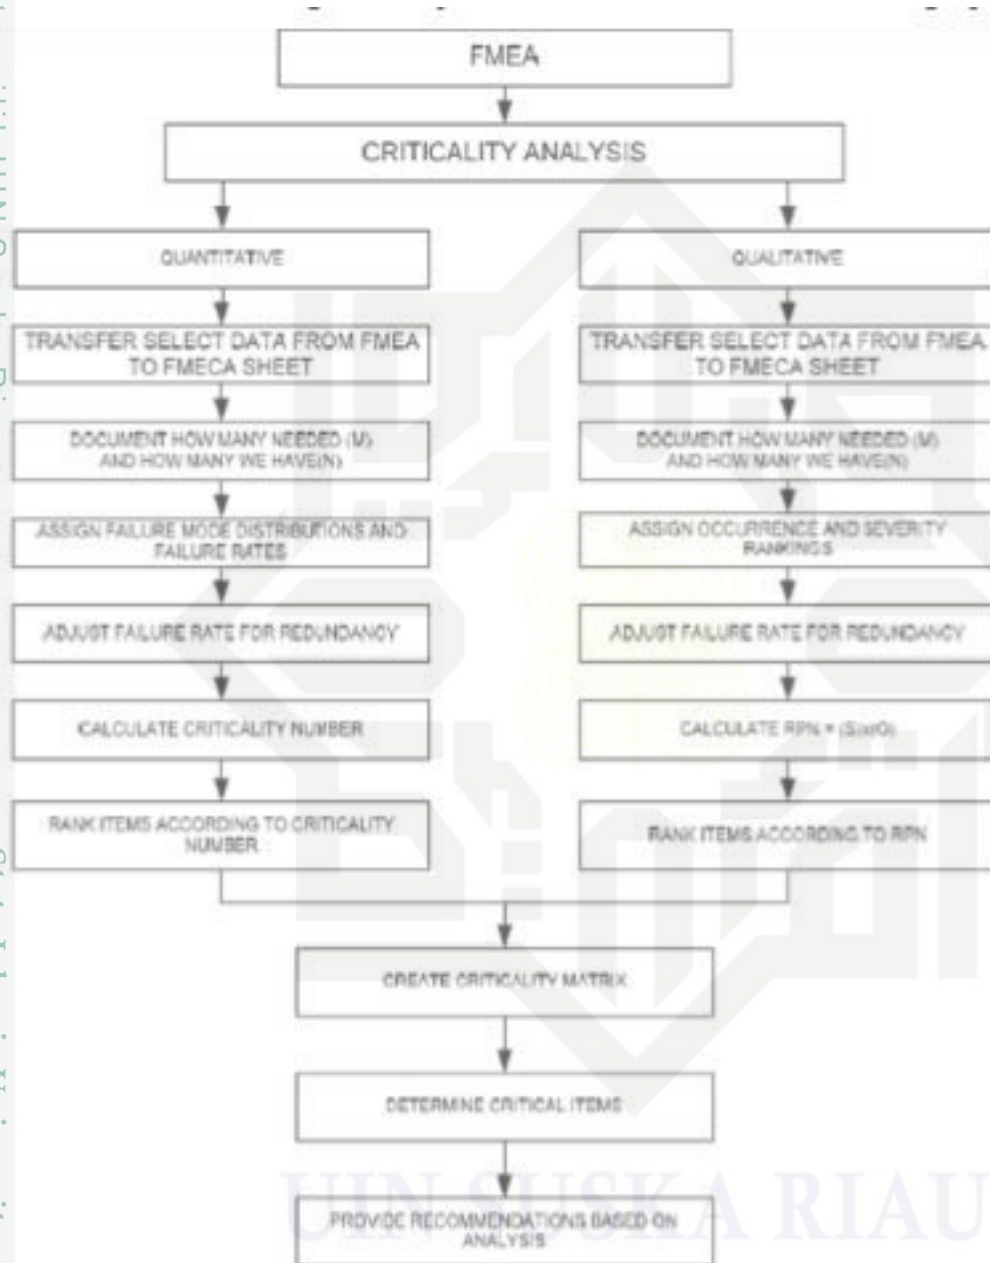 FMEA
CRITICALITY ANALYSIS
QUANTITATIVE
QUALITATIVE
TRANSFER SELECT DATA FROM FMEA
TO FMECA SHEET
TRANSFER SELECT DATA FROM FMEA
TO FMECA SHEET
DOCUMENT HOW MANY NEEDED (M)
AND HOW MANY WE HAVE(N)
DOCUMENT HOW MANY NEEDED (M)
AND HOW MANY WE HAVE(N)
ASSIGN FAILURE MODE DISTRIBUTIONS AND
FAILURE RATES
ASSIGN OCCURRENCE AND SEVERITY
RANKINGS
ADJUST FAILURE RATE FOR REDUNDANCY
ADJUST FAILURE RATE FOR REDUNDANCY
CALCULATE CRITICALITY NUMBER
CALCULATE RPN = (S)x(O)
RANK ITEMS ACCORDING TO CRITICALITY
NUMBER
RANK ITEMS ACCORDING TO RPN
CREATE CRITICALITY MATRIX
DETERMINE CRITICAL ITEMS
PROVIDE RECOMMENDATIONS BASED ON
ANALYSIS
UIN SUSKA RIAU